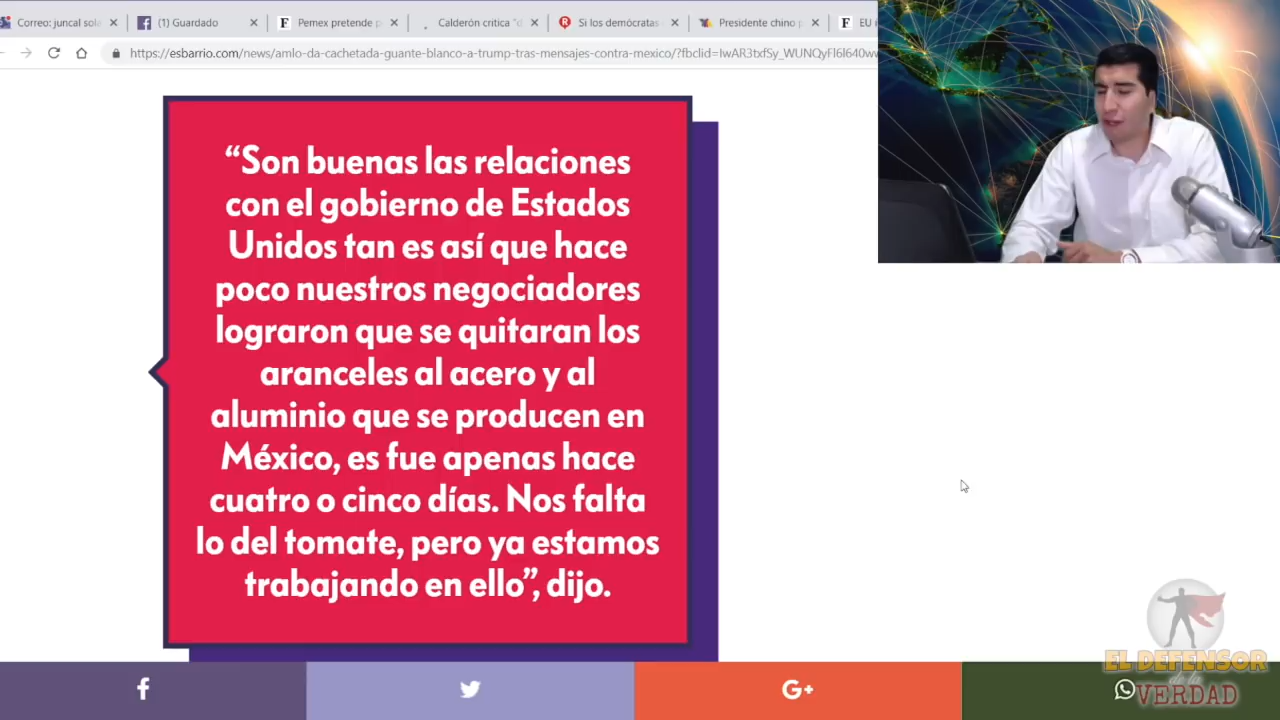 Correo: juncal sole
(1) Guardado
Pemex pretende p
Calderón critica "d
Si los demócratas
Presidente chino p
EU i
https://esbarrio.com/news/amlo-da-cachetada-guante-blanco-a-trump-tras-mensajes-contra-mexico/?fbclid=IwAR3txfSy_WUNQyFl6I640ww
“Son buenas las relaciones
con el gobierno de Estados
Unidos tan es así que hace
poco nuestros negociadores
lograron que se quitaran los
aranceles al acero y al
aluminio que se producen en
México, es fue apenas hace
cuatro o cinco días. Nos falta
lo del tomate, pero ya estamos
trabajando en ello”, dijo.
G+
EL DEFENSOR
de la
VERDAD